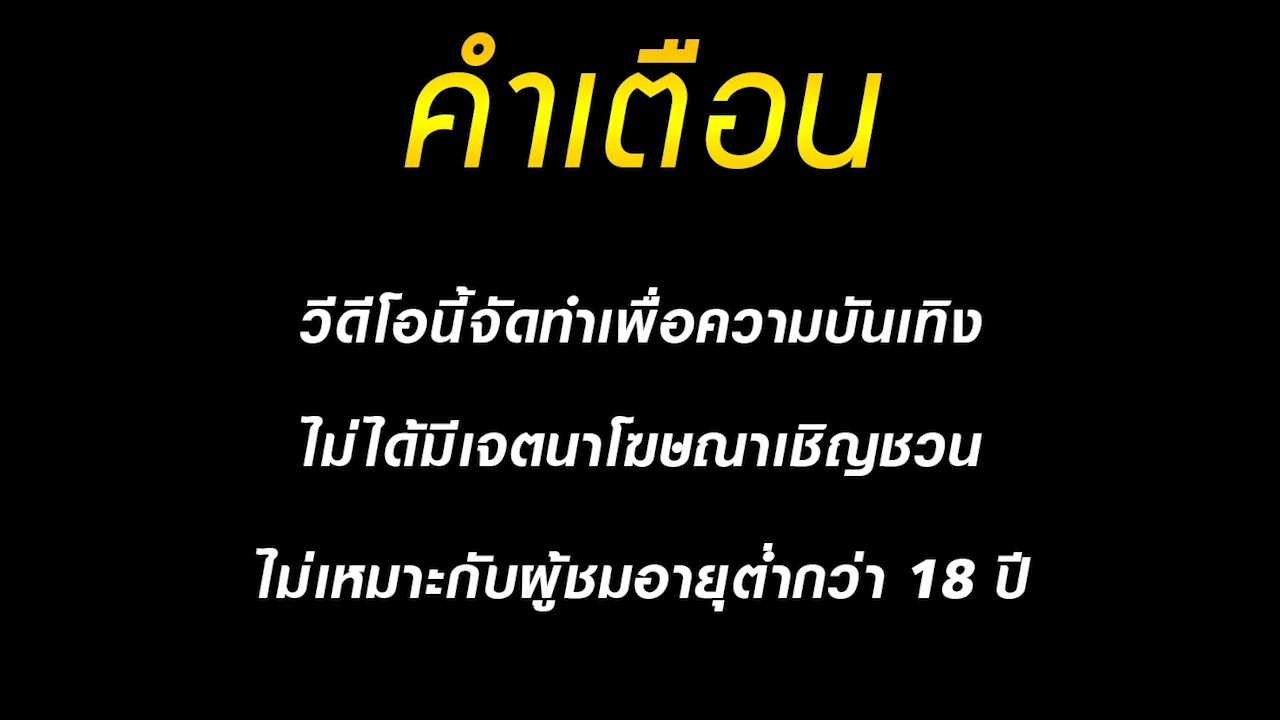 คำเตือน
วีดีโอนี้จัดทำเพื่อความบันเทิง
ไม่ได้มีเจตนาโฆษณาเชิญชวน
ไม่เหมาะกับผู้ชมอายุต่ำกว่า 18 ปี